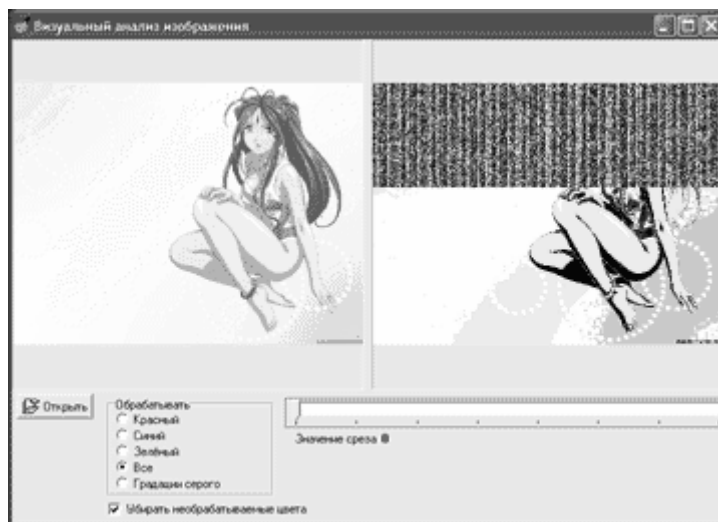 Визуальный анализ изображения
Открыть
Обрабатывать
Красный
Синий
Зелёный
Все
Градации серого
Значение среза 0
Убирать необрабатываемые цвета